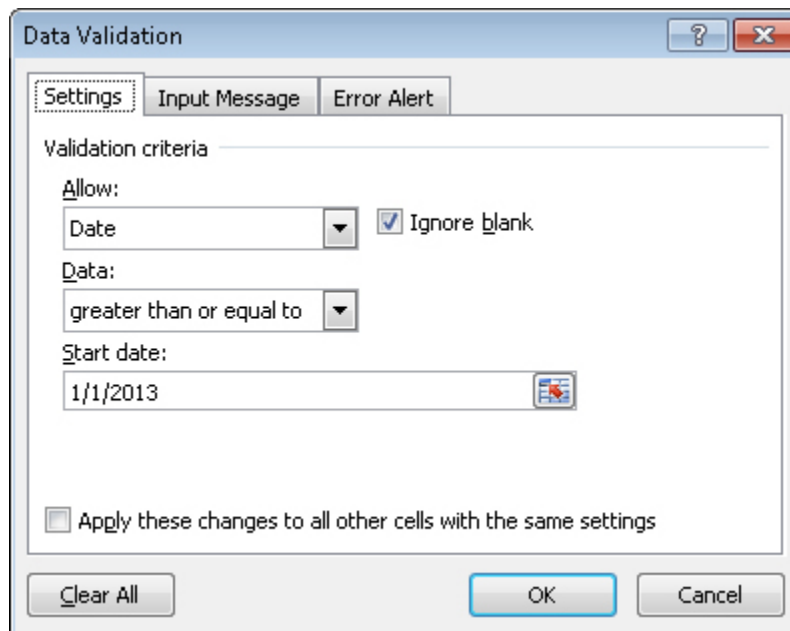 Data Validation
Settings Input Message Error Alert
Validation criteria
Allow:
Date Ignore blank
Data:
greater than or equal to
Start date:
1/1/2013
Apply these changes to all other cells with the same settings
Clear All OK Cancel